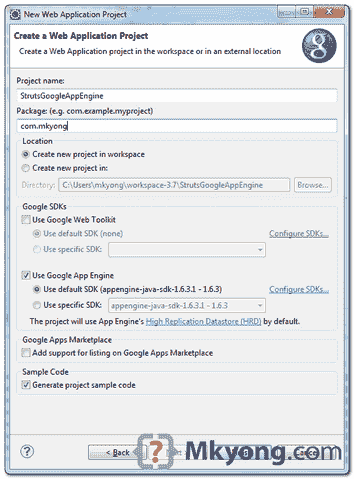 New Web Application Project
Create a Web Application Project
Create a Web Application project in the workspace or in an external location
Project name:
StrutsGoogleAppEngine
Package: (e.g. com.example.myproject)
com.mkyong
Location
Create new project in workspace
Create new project in:
Directory: C:\Users\mkyong\workspace-3.7\StrutsGoogleAppEngine Browse...
Google SDKs
Use Google Web Toolkit
Use default SDK (none) Configure SDKs...
Use specific SDK:
Use Google App Engine
Use default SDK (appengine-java-sdk-1.6.3.1 - 1.6.3) Configure SDKs...
Use specific SDK: appengine-java-sdk-1.6.3.1 - 1.6.3
The project will use App Engine's High Replication Datastore (HRD) by default.
Google Apps Marketplace
Add support for listing on Google Apps Marketplace
Sample Code
Generate project sample code
< Back
Mkyong.com